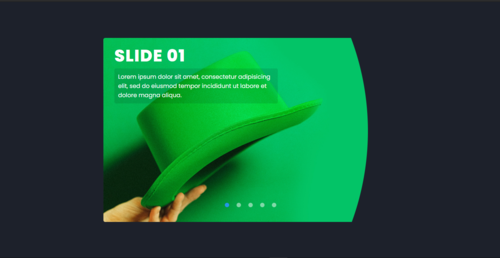 SLIDE 01
Lorem ipsum dolor sit amet, consectetur adipisicing
elit, sed do eiusmod tempor incididunt ut labore et
dolore magna aliqua.